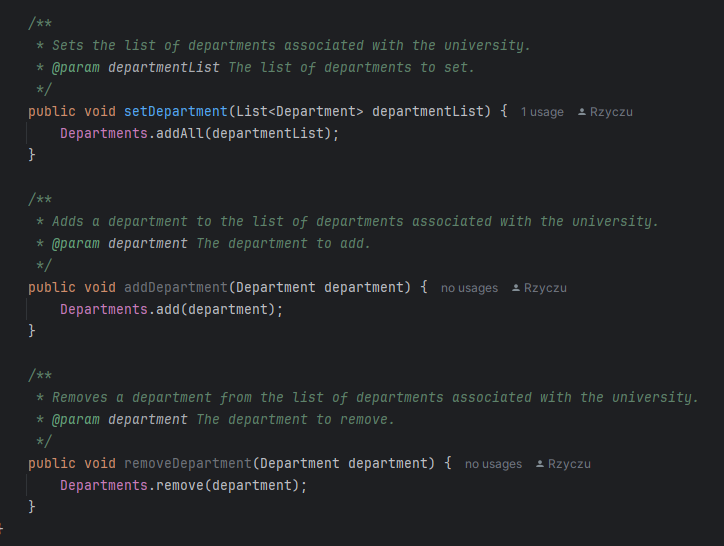 /**
 * Sets the list of departments associated with the university.
 * @param departmentList The list of departments to set.
 */
public void setDepartment(List<Department> departmentList) { 1 usage Rzyczu
    Departments.addAll(departmentList);
}
/**
 * Adds a department to the list of departments associated with the university.
 * @param department The department to add.
 */
public void addDepartment(Department department) { no usages Rzyczu
    Departments.add(department);
}
/**
 * Removes a department from the list of departments associated with the university.
 * @param department The department to remove.
 */
public void removeDepartment(Department department) { no usages Rzyczu
    Departments.remove(department);
}
}